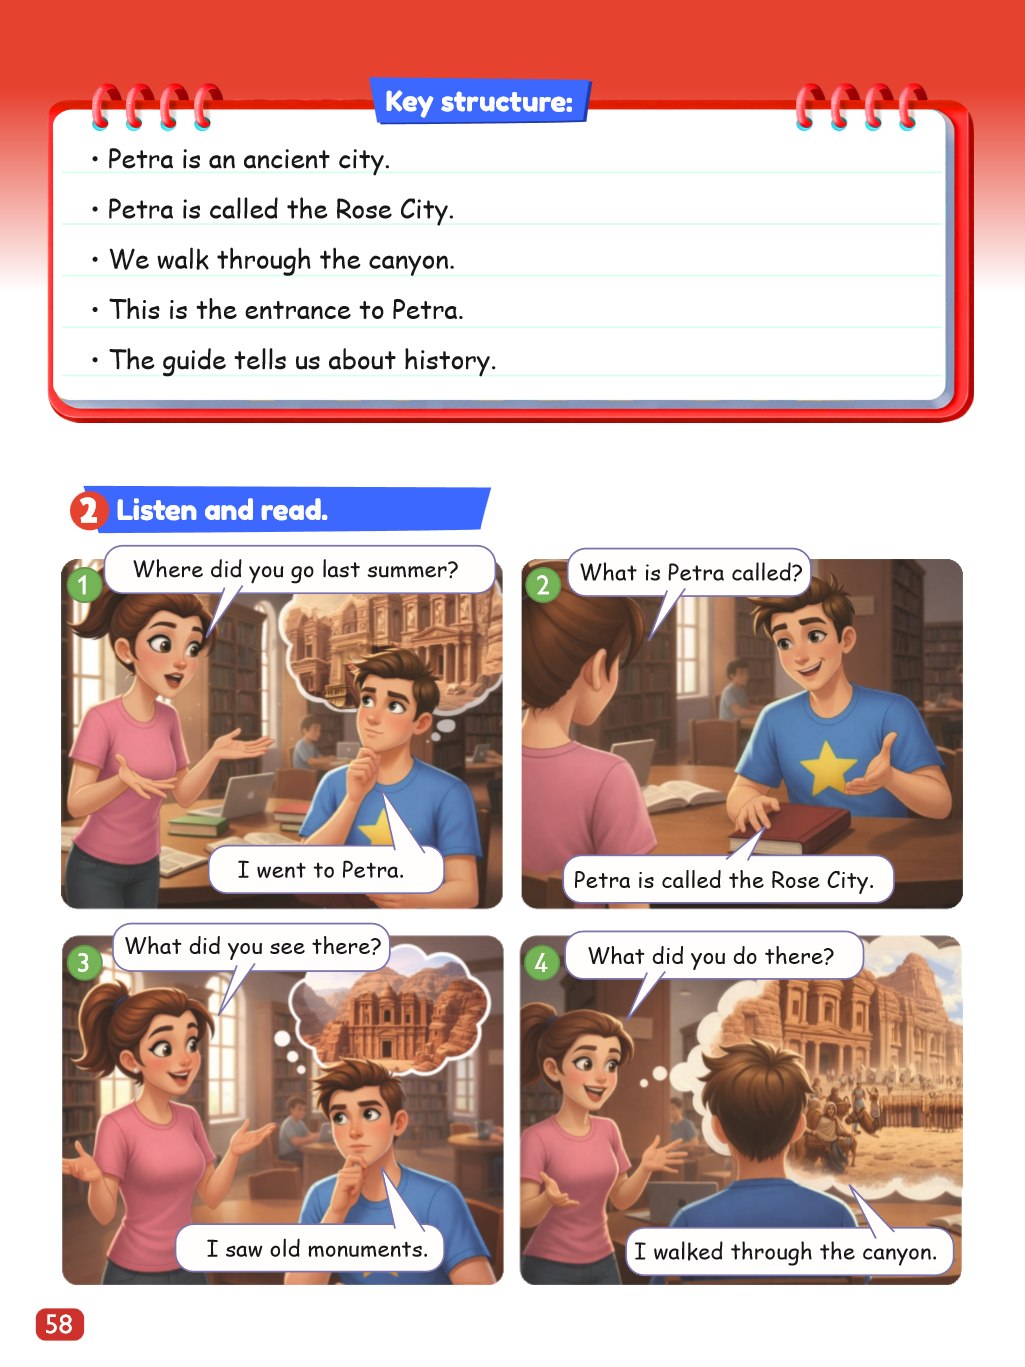 Key structure:
• Petra is an ancient city.
• Petra is called the Rose City.
• We walk through the canyon.
• This is the entrance to Petra.
• The guide tells us about history.
2 Listen and read.
1
Where did you go last summer?
I went to Petra.
2
What is Petra called?
Petra is called the Rose City.
3
What did you see there?
I saw old monuments.
4
What did you do there?
I walked through the canyon.
58